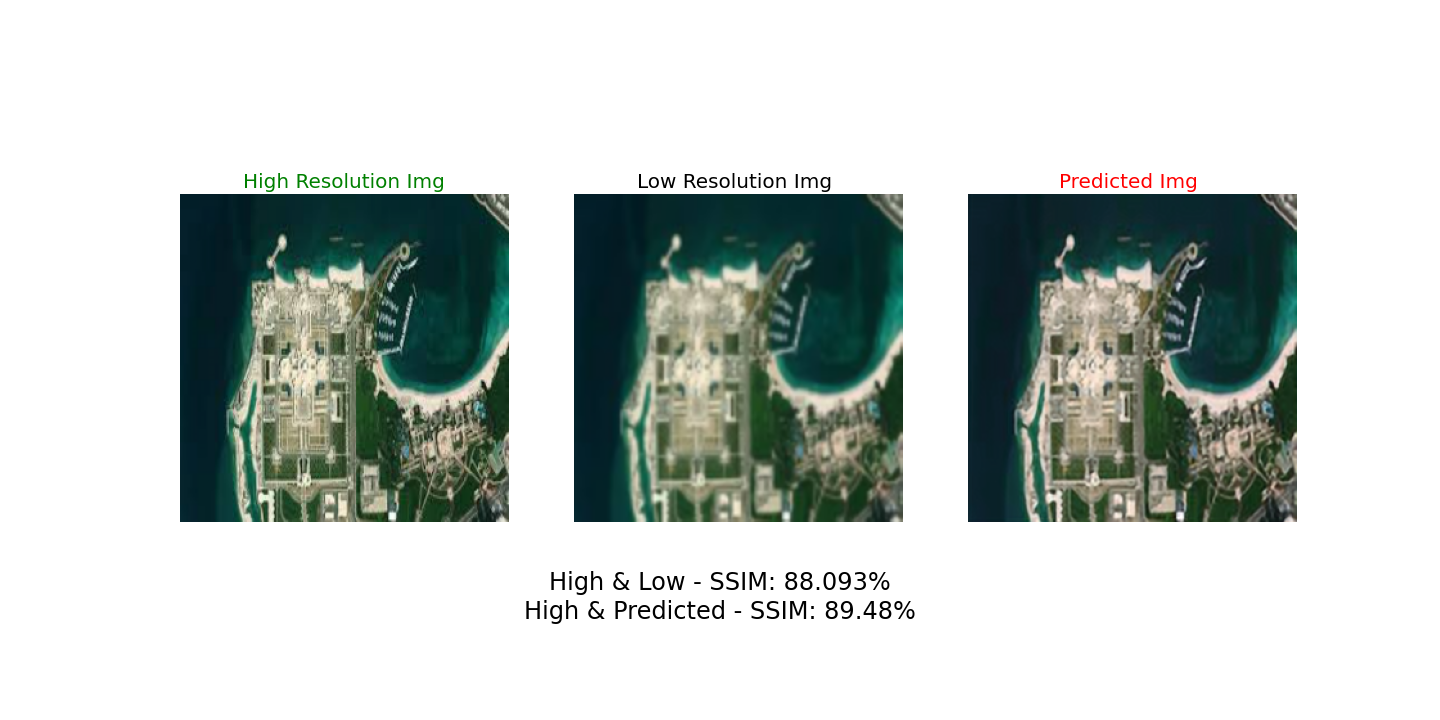 High Resolution Img
Low Resolution Img
Predicted Img
High & Low - SSIM: 88.093%
High & Predicted - SSIM: 89.48%